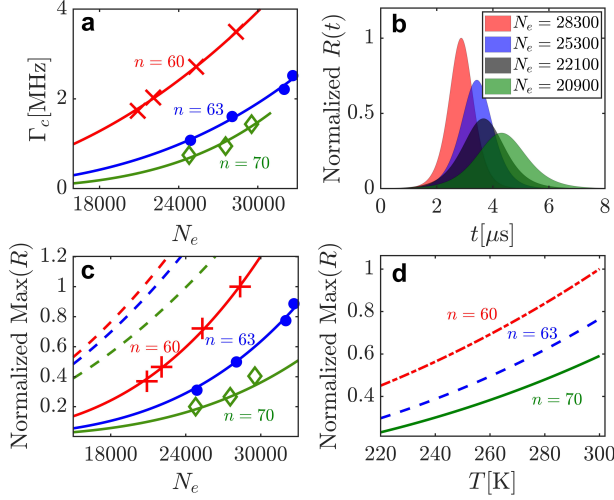 a
Γc[MHz]
4
2
0
n = 60
n = 63
n = 70
18000 24000 30000
Ne
b
Normalized R(t)
1
0.5
0
Ne = 28300
Ne = 25300
Ne = 22100
Ne = 20900
0 2 4 6 8
t[μs]
c
Normalized Max(R)
1.2
1
0.8
0.6
0.4
0.2
n = 60
n = 63
n = 70
18000 24000 30000
Ne
d
Normalized Max(R)
1
0.8
0.6
0.4
n = 60
n = 63
n = 70
220 240 260 280 300
T[K]